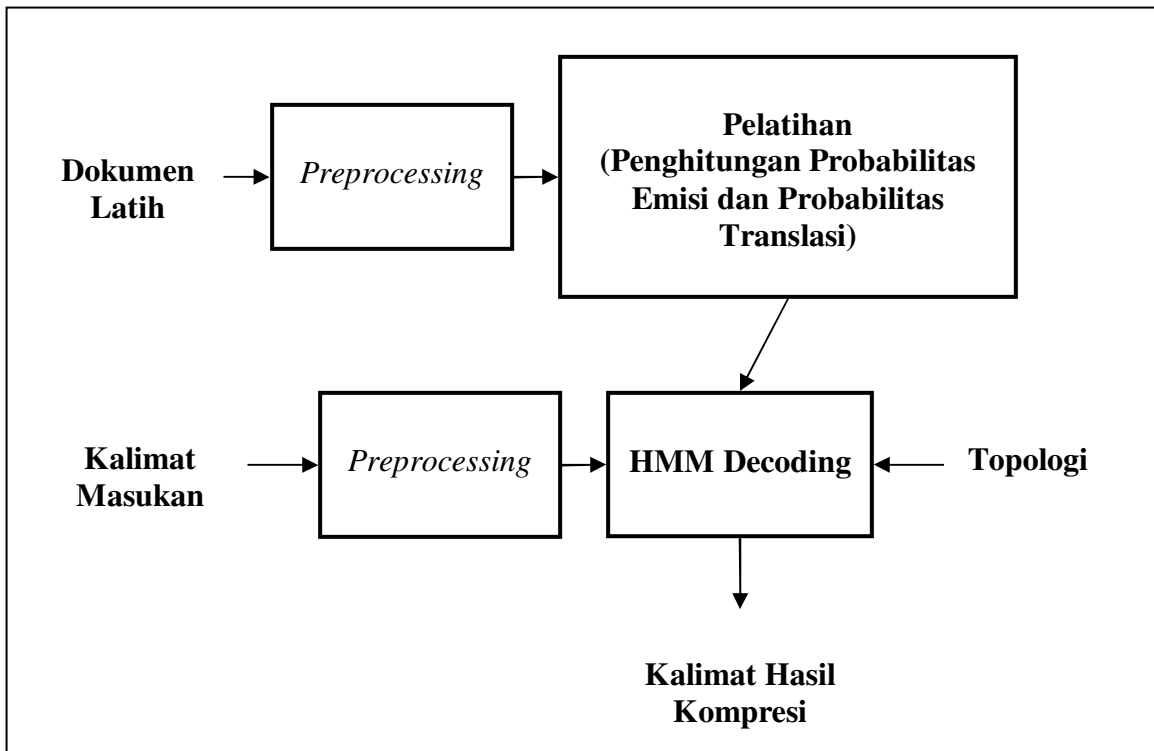 Dokumen
Latih
Preprocessing
Pelatihan
(Penghitungan Probabilitas
Emisi dan Probabilitas
Translasi)
Kalimat
Masukan
Preprocessing
HMM Decoding
Topologi
Kalimat Hasil
Kompresi